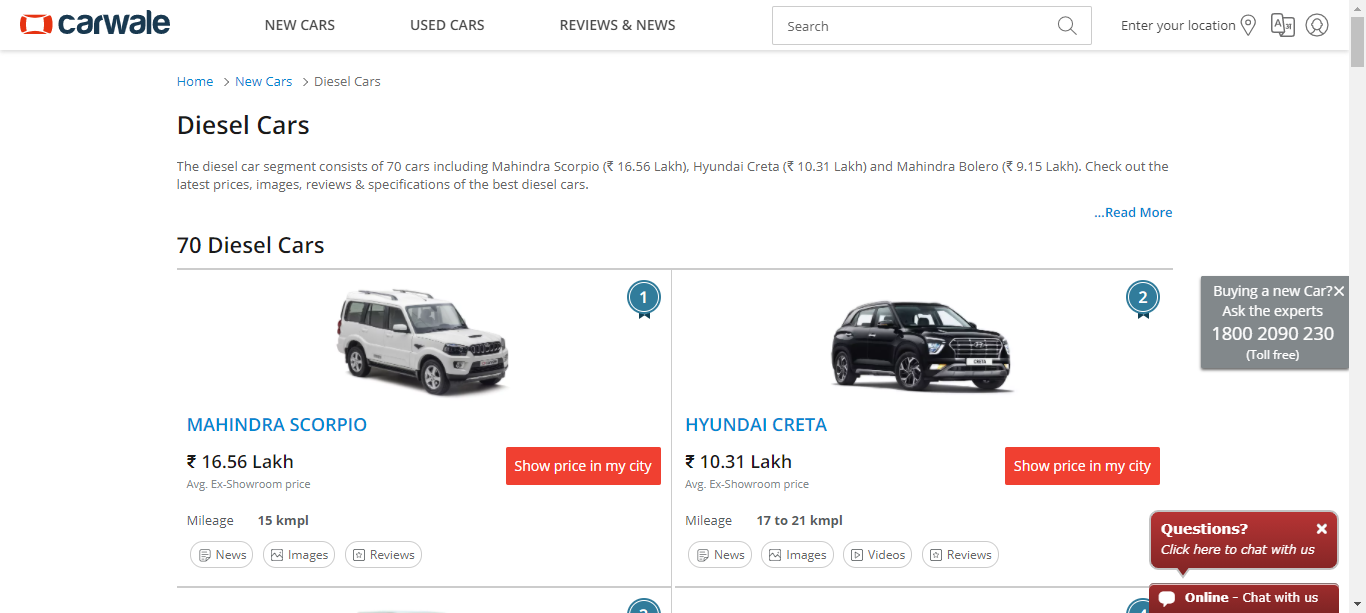 carwale NEW CARS USED CARS REVIEWS & NEWS Search Enter your location
Home > New Cars > Diesel Cars
Diesel Cars
The diesel car segment consists of 70 cars including Mahindra Scorpio (₹ 16.56 Lakh), Hyundai Creta (₹ 10.31 Lakh) and Mahindra Bolero (₹ 9.15 Lakh). Check out the
latest prices, images, reviews & specifications of the best diesel cars.
...Read More
70 Diesel Cars
1
MAHINDRA SCORPIO
₹ 16.56 Lakh
Avg. Ex-Showroom price
Show price in my city
Mileage 15 kmpl
News Images Reviews
2
HYUNDAI CRETA
₹ 10.31 Lakh
Avg. Ex-Showroom price
Show price in my city
Mileage 17 to 21 kmpl
News Images Videos Reviews
Buying a new Car?
Ask the experts
1800 2090 230
(Toll free)
Questions?
Click here to chat with us
Online - Chat with us